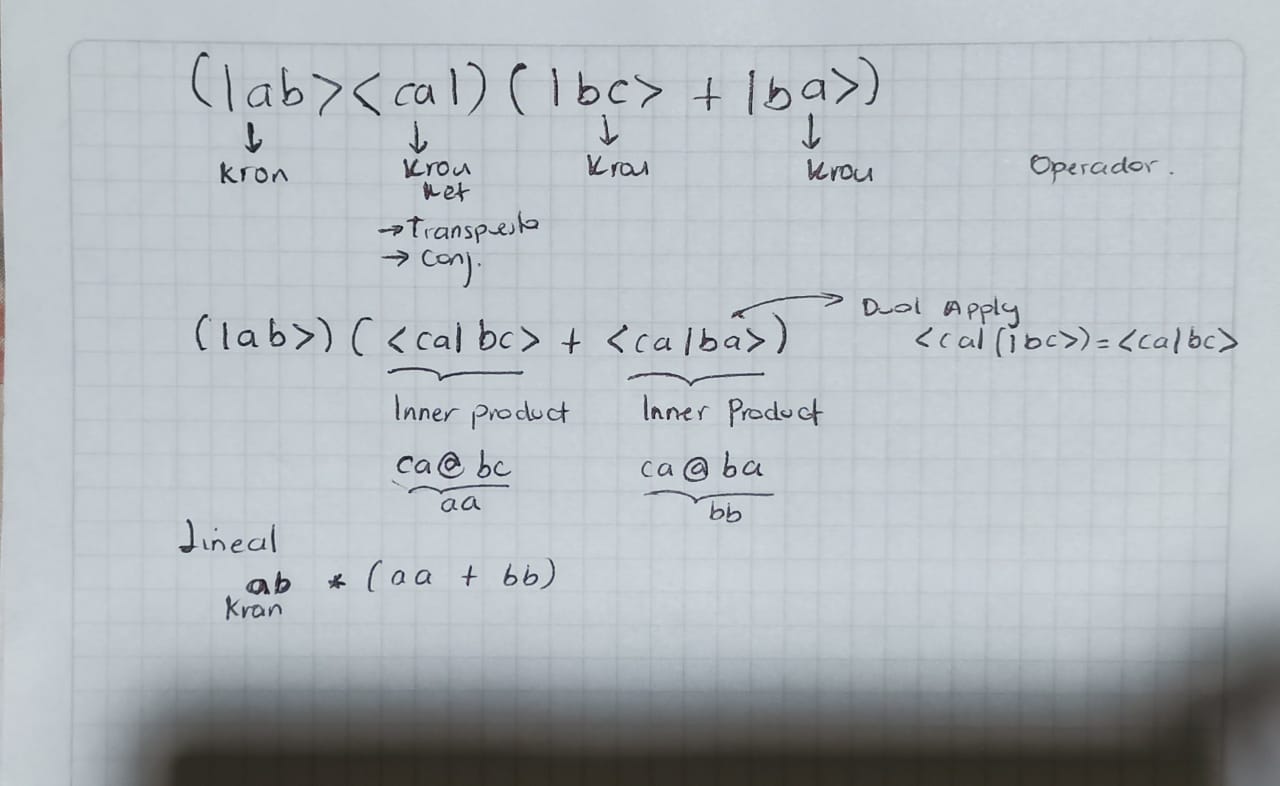 (|ab><ca|)(|bc> + |ba>)
↓ ↓ ↓ ↓
kron kron kron kron Operador.
ket
→ Transpuesta
→ conj.
(|ab>)(<ca|bc> + <ca|ba>) → Dual Apply
<ca|(|bc>) = <ca|bc>
Inner product Inner Product
ca@bc ca@ba
aa bb
Lineal
ab * (aa + bb)
kron